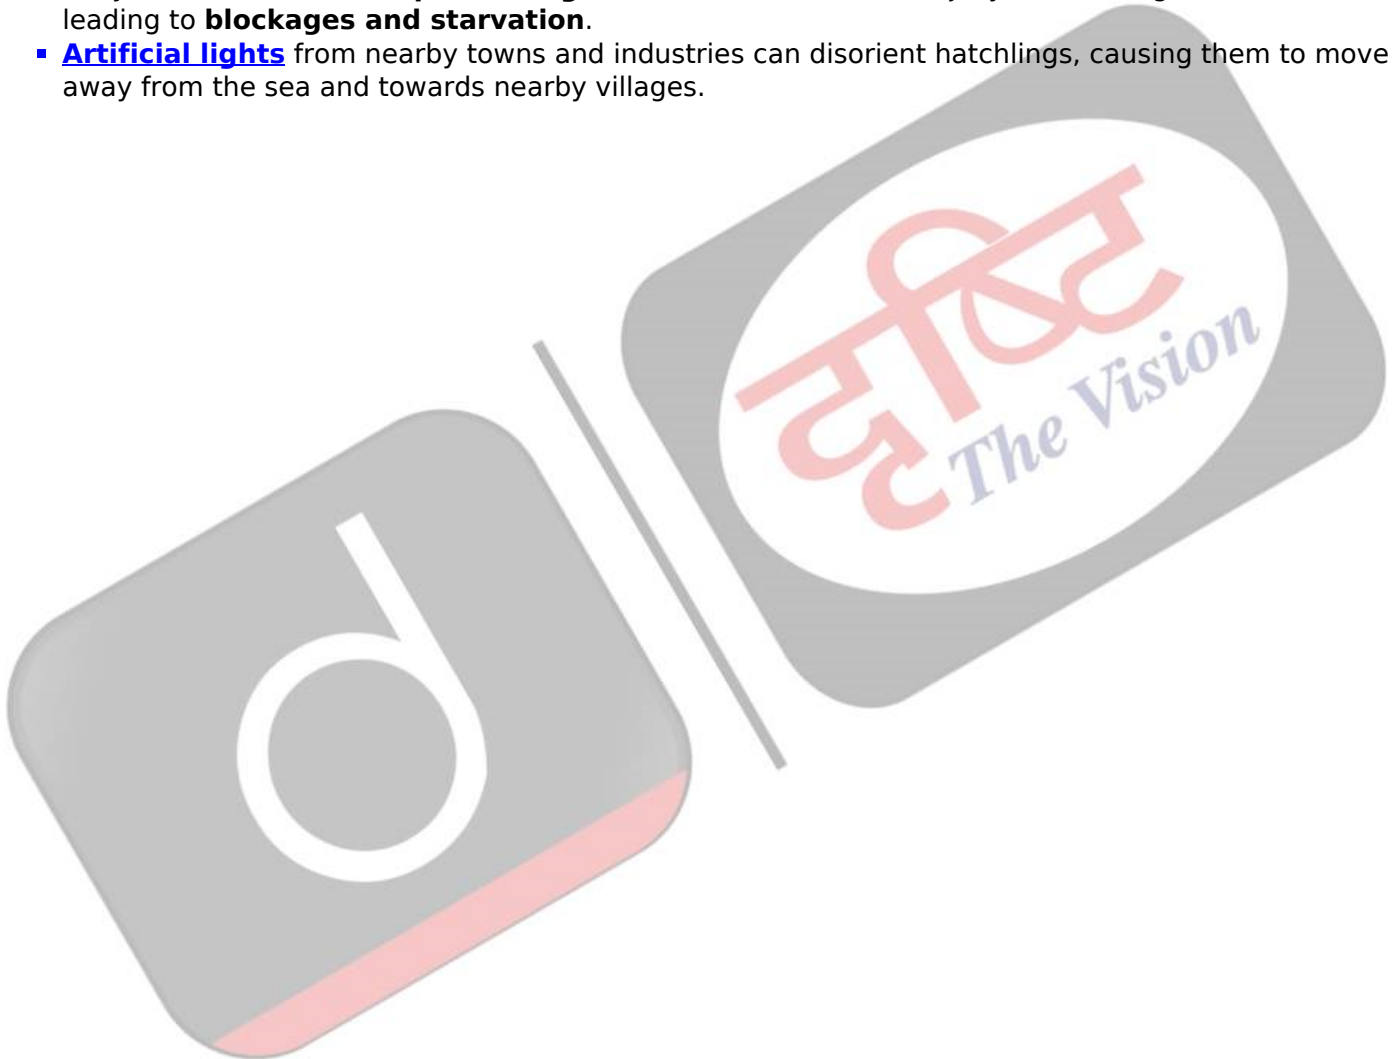 leading to blockages and starvation.
Artificial lights from nearby towns and industries can disorient hatchlings, causing them to move
away from the sea and towards nearby villages.
दृष्टि
The Vision
d